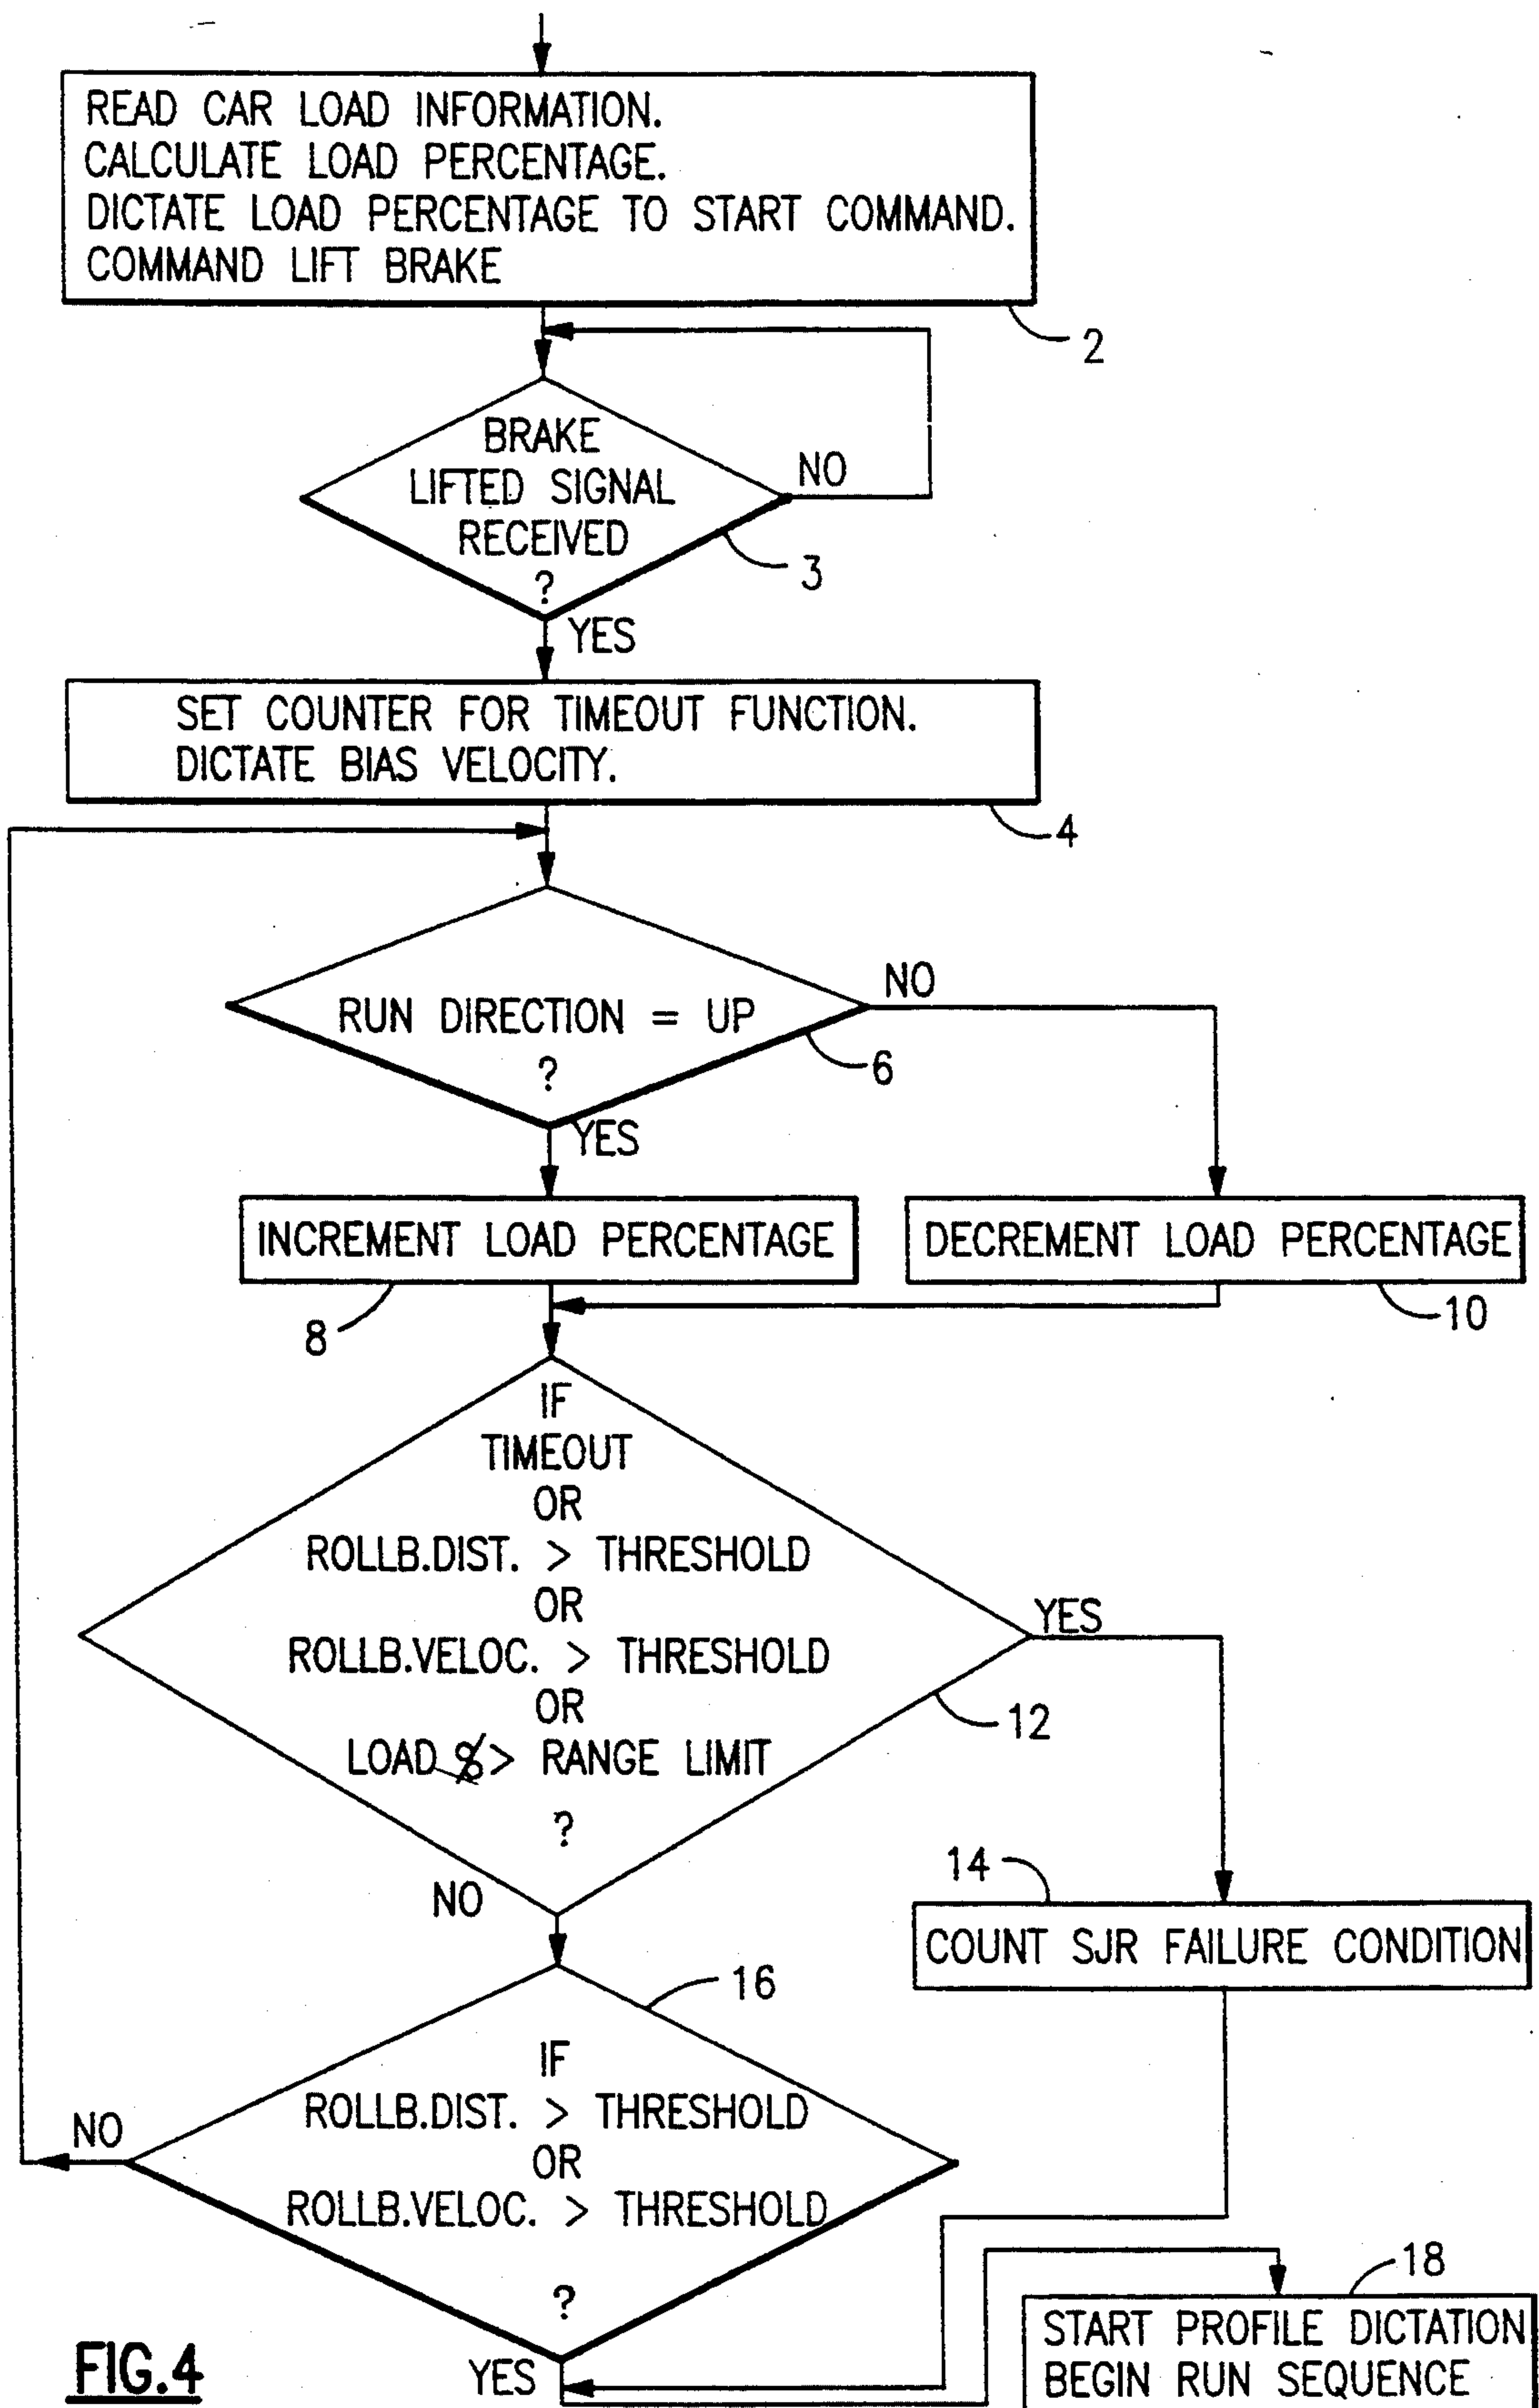 READ CAR LOAD INFORMATION.
CALCULATE LOAD PERCENTAGE.
DICTATE LOAD PERCENTAGE TO START COMMAND.
COMMAND LIFT BRAKE
2
BRAKE
LIFTED SIGNAL
RECEIVED
?
NO
3
YES
SET COUNTER FOR TIMEOUT FUNCTION.
DICTATE BIAS VELOCITY.
4
RUN DIRECTION = UP
?
NO
6
YES
INCREMENT LOAD PERCENTAGE
8
DECREMENT LOAD PERCENTAGE
10
IF
TIMEOUT
OR
ROLLB.DIST. > THRESHOLD
OR
ROLLB.VELOC. > THRESHOLD
OR
LOAD % > RANGE LIMIT
?
YES
12
NO
14
COUNT SJR FAILURE CONDITION
16
IF
ROLLB.DIST. > THRESHOLD
OR
ROLLB.VELOC. > THRESHOLD
?
NO
YES
18
START PROFILE DICTATION
BEGIN RUN SEQUENCE
FIG.4